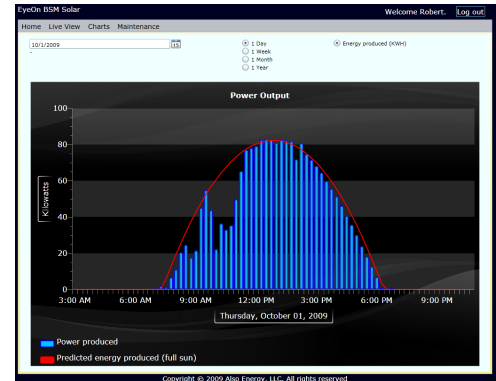 EyeOn BSM Solar
Welcome Robert. Log out
Home Live View Charts Maintenance
10/1/2009 15 1 Day Energy produced (KWH)
1 Week
1 Month
1 Year
Power Output
100
80
60
40
20
0
Kilowatts
3:00 AM 6:00 AM 9:00 AM 12:00 PM 3:00 PM 6:00 PM 9:00 PM
Thursday, October 01, 2009
Power produced
Predicted energy produced (full sun)
Copyright © 2009 Also Energy, LLC. All rights reserved